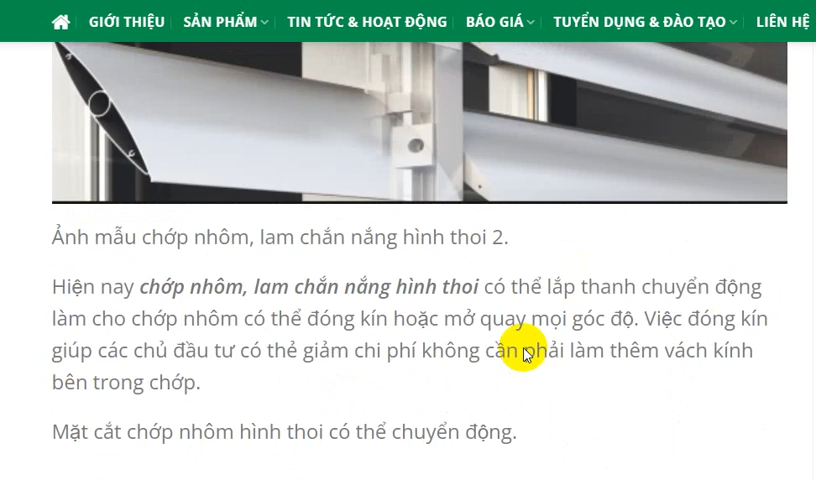 GIỚI THIỆU SẢN PHẨM TIN TỨC & HOẠT ĐỘNG BÁO GIÁ TUYỂN DỤNG & ĐÀO TẠO LIÊN HỆ
Ảnh mẫu chớp nhôm, lam chắn nắng hình thoi 2.
Hiện nay chớp nhôm, lam chắn nắng hình thoi có thể lắp thanh chuyển động
làm cho chớp nhôm có thể đóng kín hoặc mở quay mọi góc độ. Việc đóng kín
giúp các chủ đầu tư có thẻ giảm chi phí không cần phải làm thêm vách kính
bên trong chớp.
Mặt cắt chớp nhôm hình thoi có thể chuyển động.